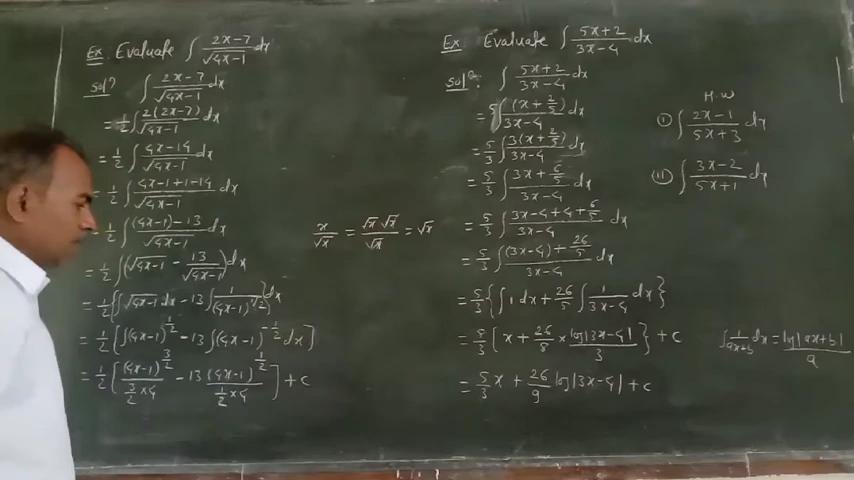 Ex. Evaluate ∫ (2x-7)/√(4x-1) dx
Solⁿ ∫ (2x-7)/√(4x-1) dx
= 1/2 ∫ 2(2x-7)/√(4x-1) dx
= 1/2 ∫ (4x-14)/√(4x-1) dx
= 1/2 ∫ (4x-1+1-14)/√(4x-1) dx
= 1/2 ∫ ((4x-1)-13)/√(4x-1) dx
= 1/2 ∫ (√(4x-1) - 13/√(4x-1)) dx
= 1/2 {∫ √(4x-1) dx - 13 ∫ 1/(4x-1)^(1/2) } dx
= 1/2 [ ∫ (4x-1)^(1/2) - 13 ∫ (4x-1)^(-1/2) dx ]
= 1/2 [ (4x-1)^(3/2)/(3/2 × 4) - 13 (4x-1)^(1/2)/(1/2 × 4) ] + c
x/√x = √x √x/√x = √x
Ex. Evaluate ∫ (5x+2)/(3x-4) dx
Solⁿ: ∫ (5x+2)/(3x-4) dx
= 5 ∫ (x + 2/5)/(3x-4) dx
= 5/3 ∫ 3(x + 2/5)/(3x-4) dx
= 5/3 ∫ (3x + 6/5)/(3x-4) dx
= 5/3 ∫ (3x-4+4+6/5)/(3x-4) dx
= 5/3 ∫ ((3x-4) + 26/5)/(3x-4) dx
= 5/3 { ∫ 1 dx + 26/5 ∫ 1/(3x-4) dx }
= 5/3 [ x + 26/5 × log|3x-4|/3 } + c
= 5/3 x + 26/9 log|3x-4| + c
H.W
(i) ∫ (2x-1)/(5x+3) dx
(ii) ∫ (3x-2)/(5x+1) dx
∫ 1/(ax+b) dx = log|ax+b|/a